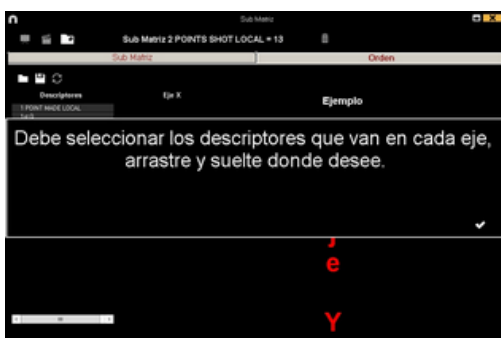 Sub Matriz
Sub Matriz 2 POINTS SHOT LOCAL = 13
Sub Matriz
Orden
Descriptores
Eje X
Ejemplo
1 POINT MADE LOCAL
Debe seleccionar los descriptores que van en cada eje,
arrastre y suelte donde desee.
j
e
Y